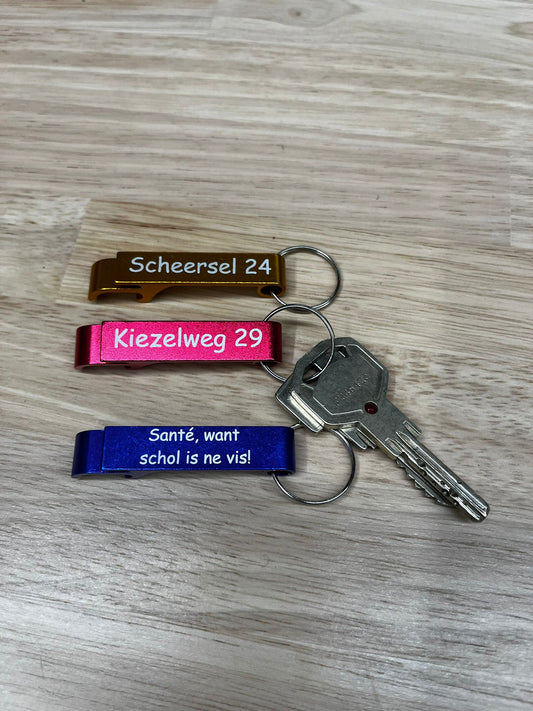 Scheersel 24
Kiezelweg 29
Santé, want
schol is ne vis!